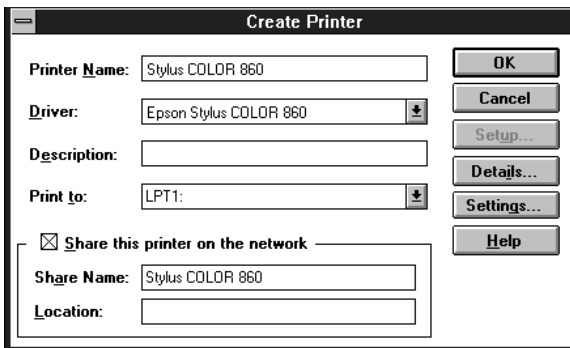 Create Printer
Printer Name: Stylus COLOR 860
Driver: Epson Stylus COLOR 860
Description:
Print to: LPT1:
Share this printer on the network
Share Name: Stylus COLOR 860
Location:
OK
Cancel
Setup...
Details...
Settings...
Help